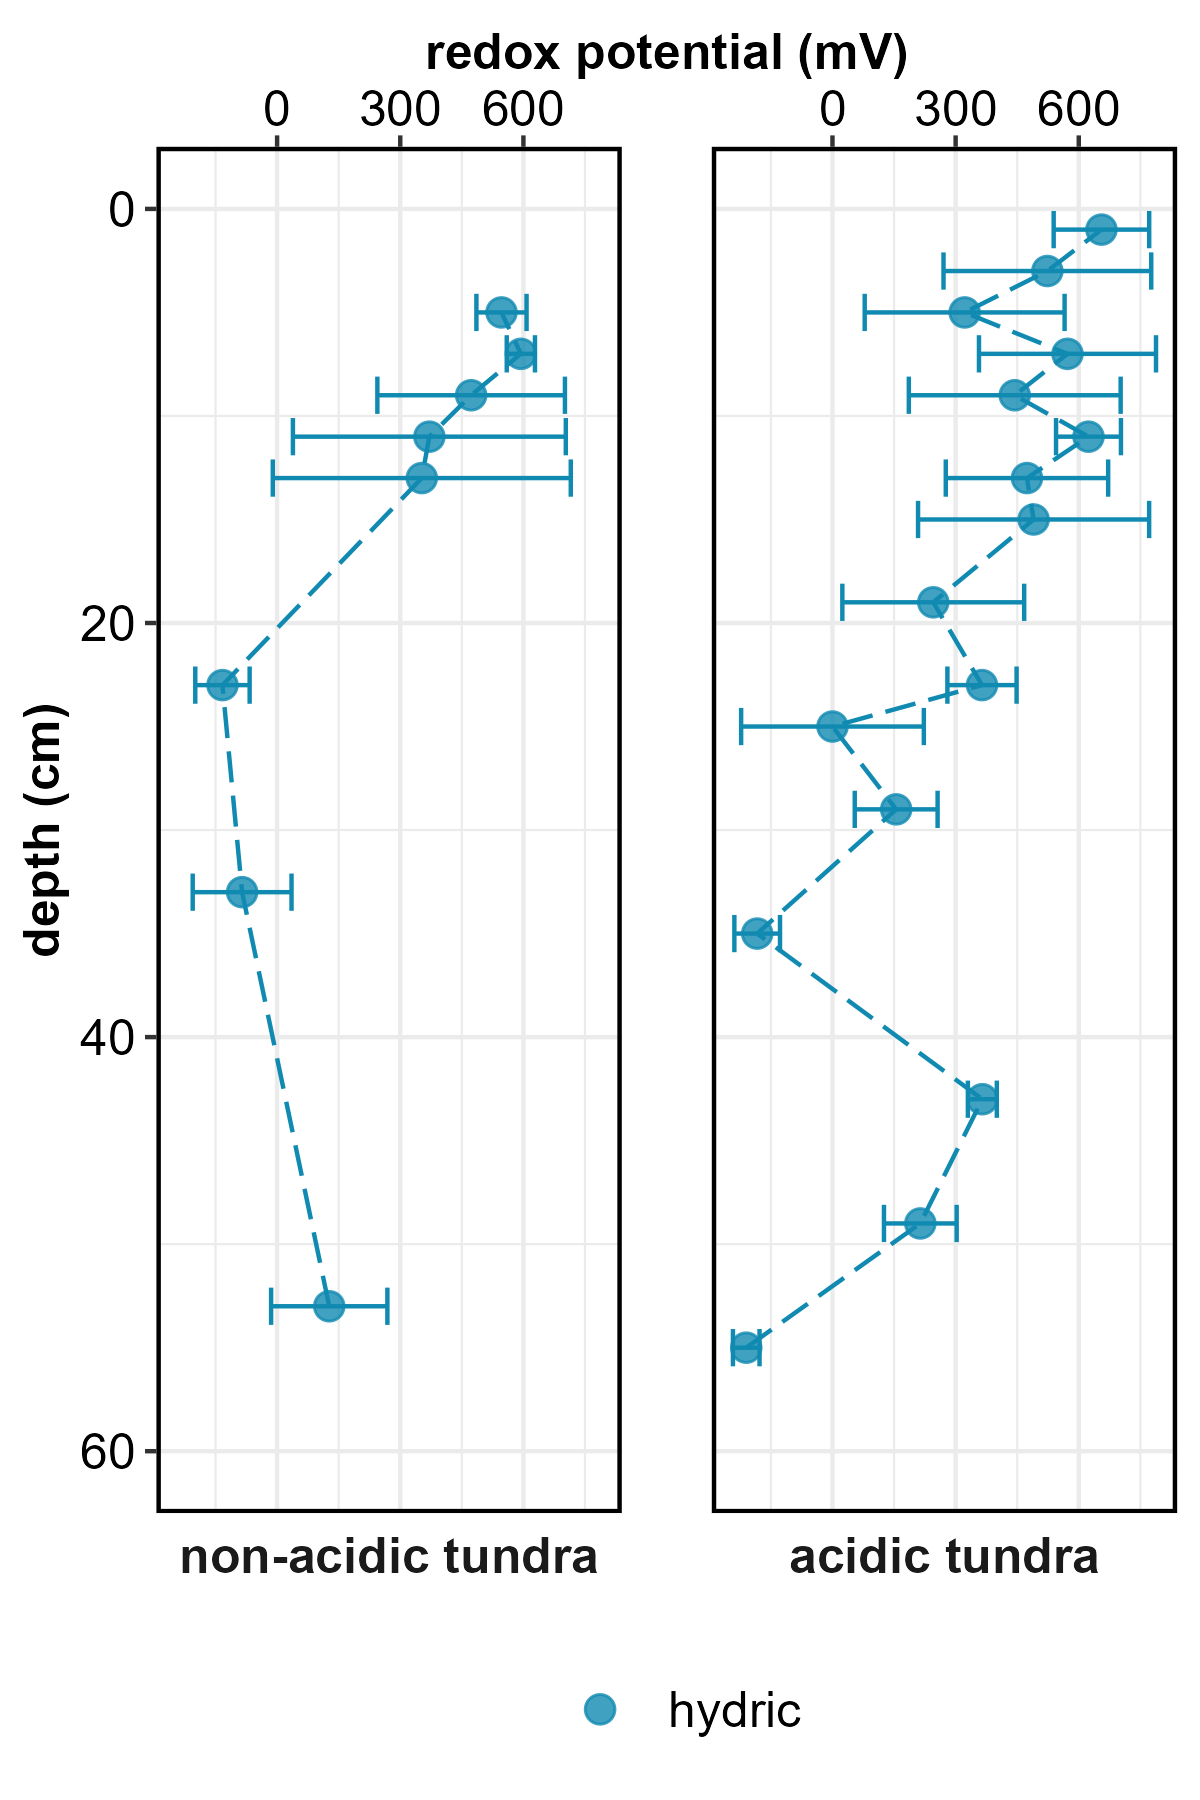 redox potential (mV)
0 300 600 0 300 600
0
20
40
60
depth (cm)
non-acidic tundra acidic tundra
hydric